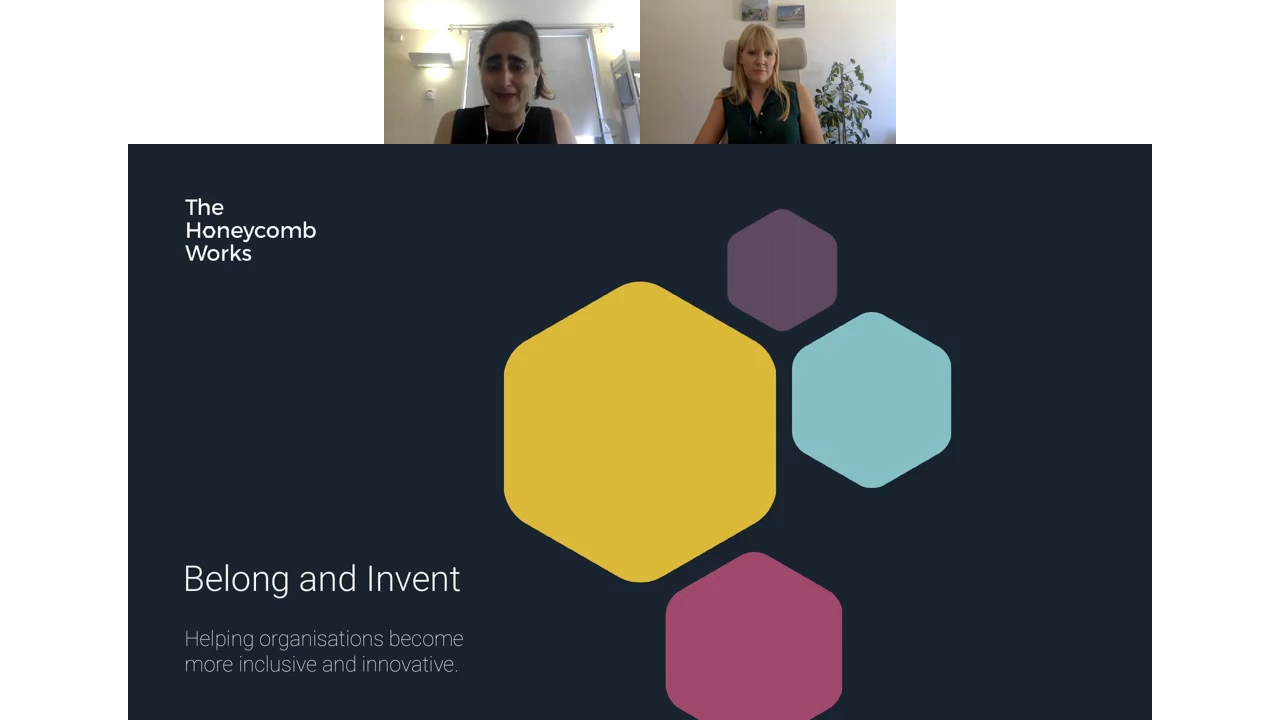 The
Honeycomb
Works
Belong and Invent
Helping organisations become
more inclusive and innovative.